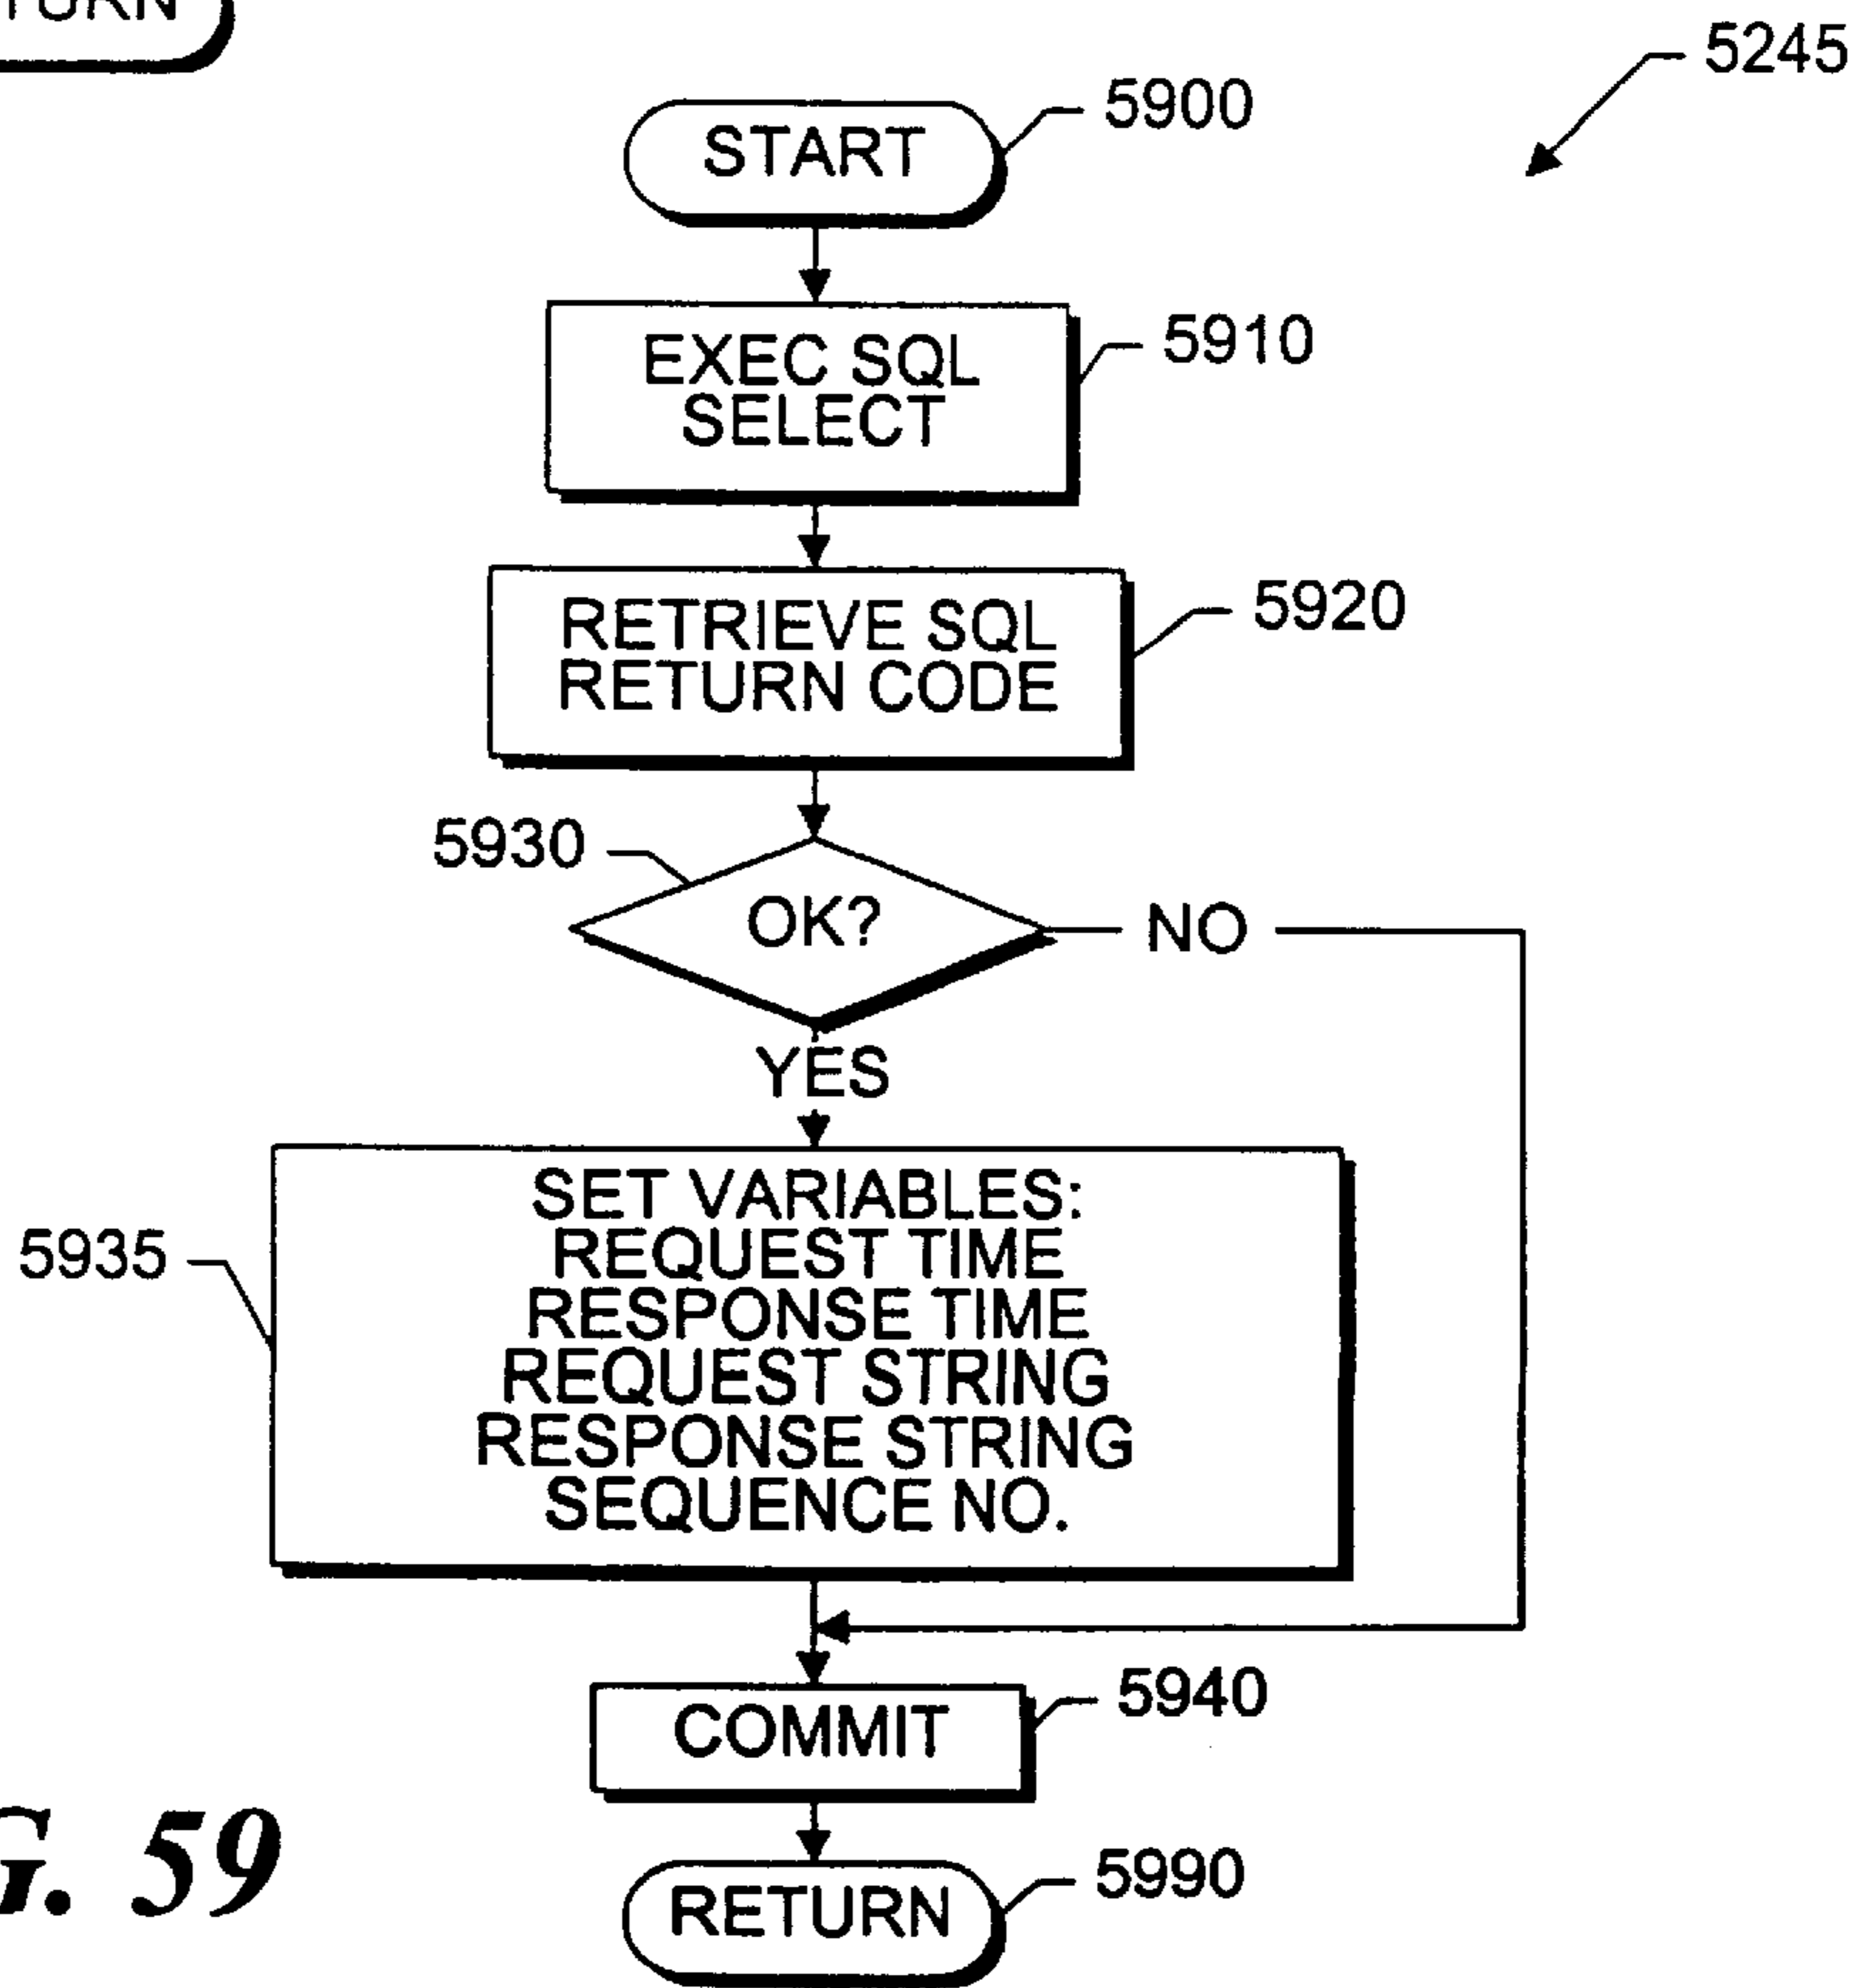 5245
START
5900
EXEC SQL
SELECT
5910
RETRIEVE SQL
RETURN CODE
5920
5930
OK?
NO
YES
5935
SET VARIABLES:
REQUEST TIME
RESPONSE TIME
REQUEST STRING
RESPONSE STRING
SEQUENCE NO.
COMMIT
5940
G. 59
RETURN
5990